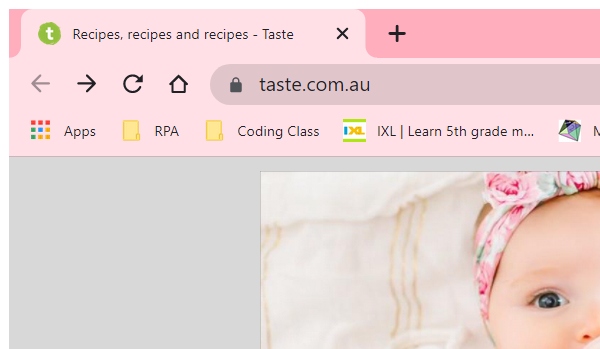 t Recipes, recipes and recipes - Taste
taste.com.au
Apps RPA Coding Class IXL IXL | Learn 5th grade m... M